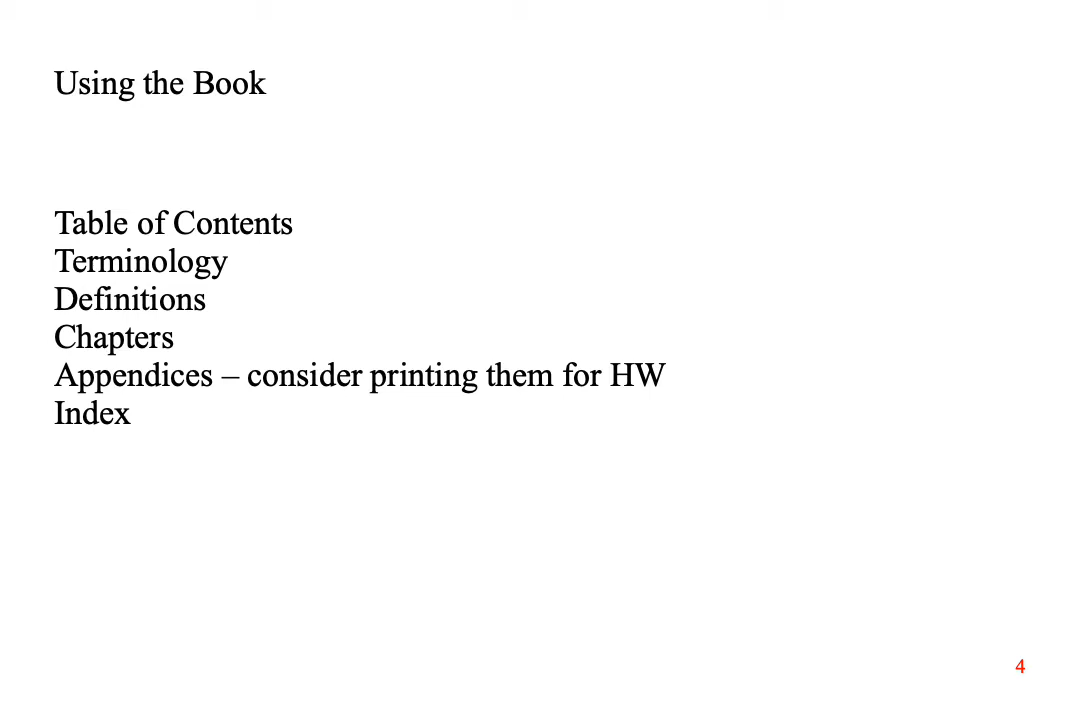 Using the Book
Table of Contents
Terminology
Definitions
Chapters
Appendices – consider printing them for HW
Index
4